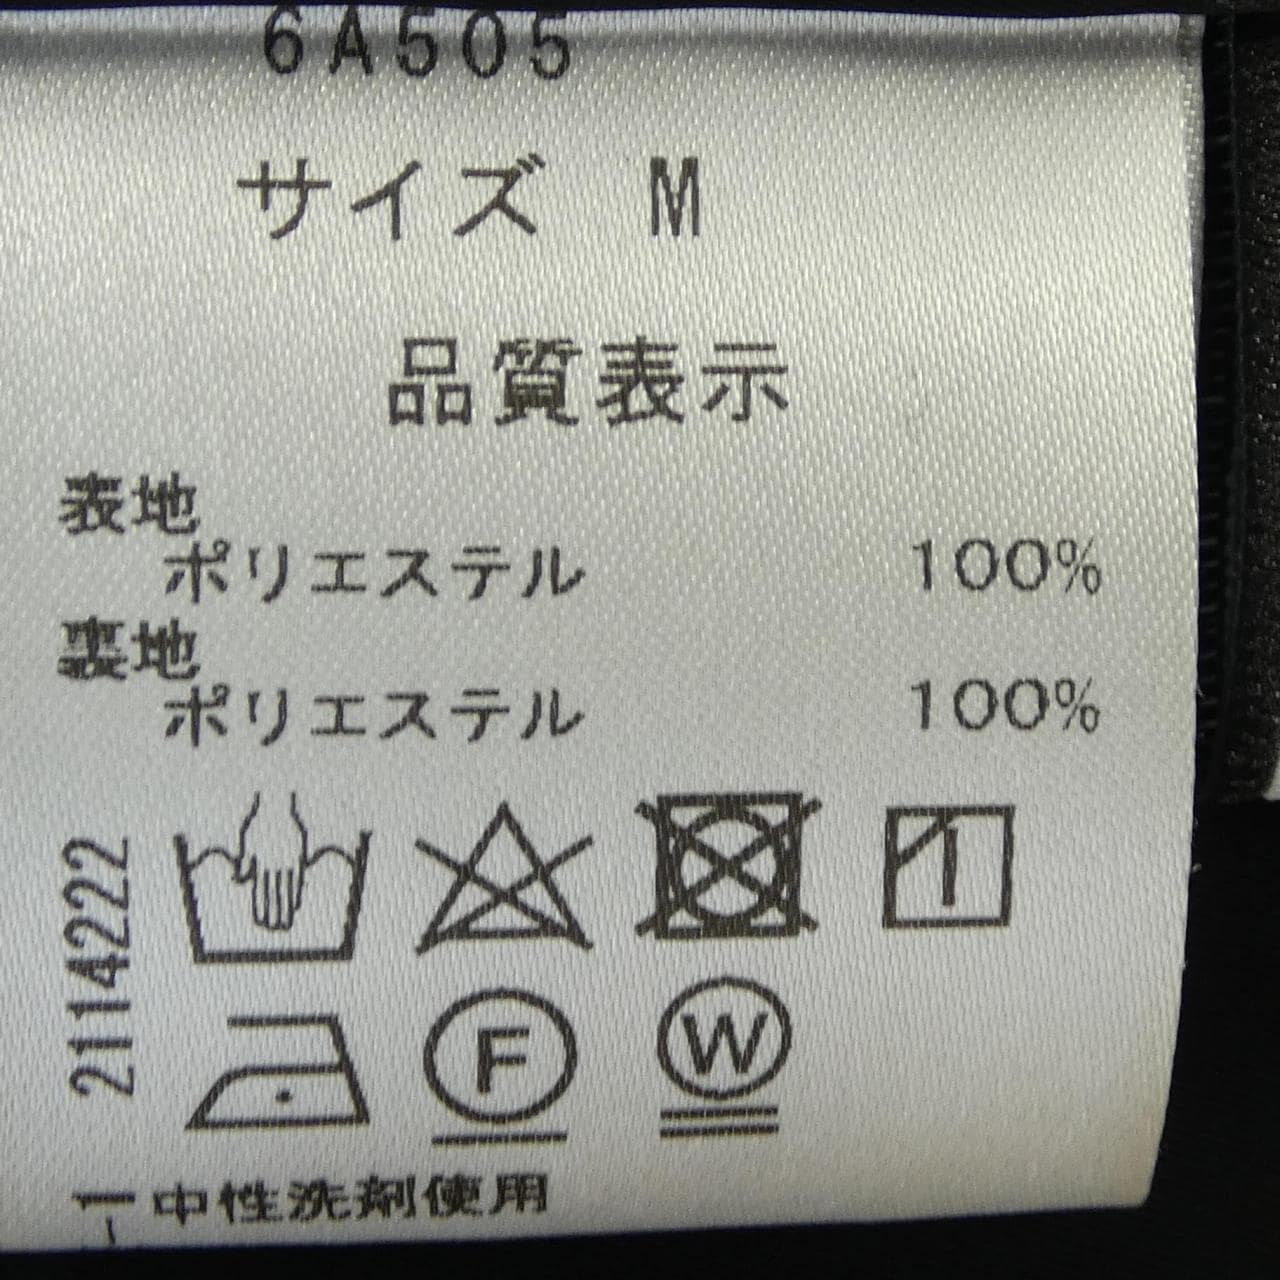 6A505
サイズ M
品質表示
表地
ポリエステル 100%
裏地
ポリエステル 100%
2114222
F
W
中性洗剤使用